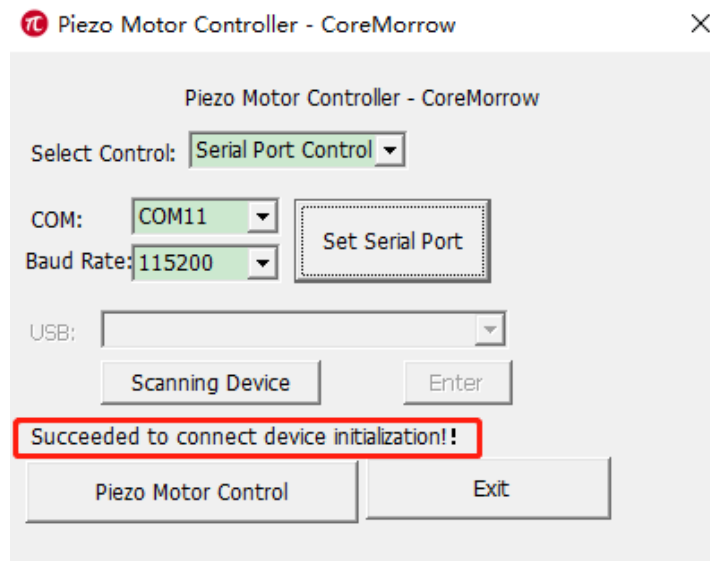 Piezo Motor Controller - CoreMorrow
Piezo Motor Controller - CoreMorrow
Select Control: Serial Port Control
COM: COM11
Set Serial Port
Baud Rate: 115200
USB:
Scanning Device Enter
Succeeded to connect device initialization!!
Piezo Motor Control Exit